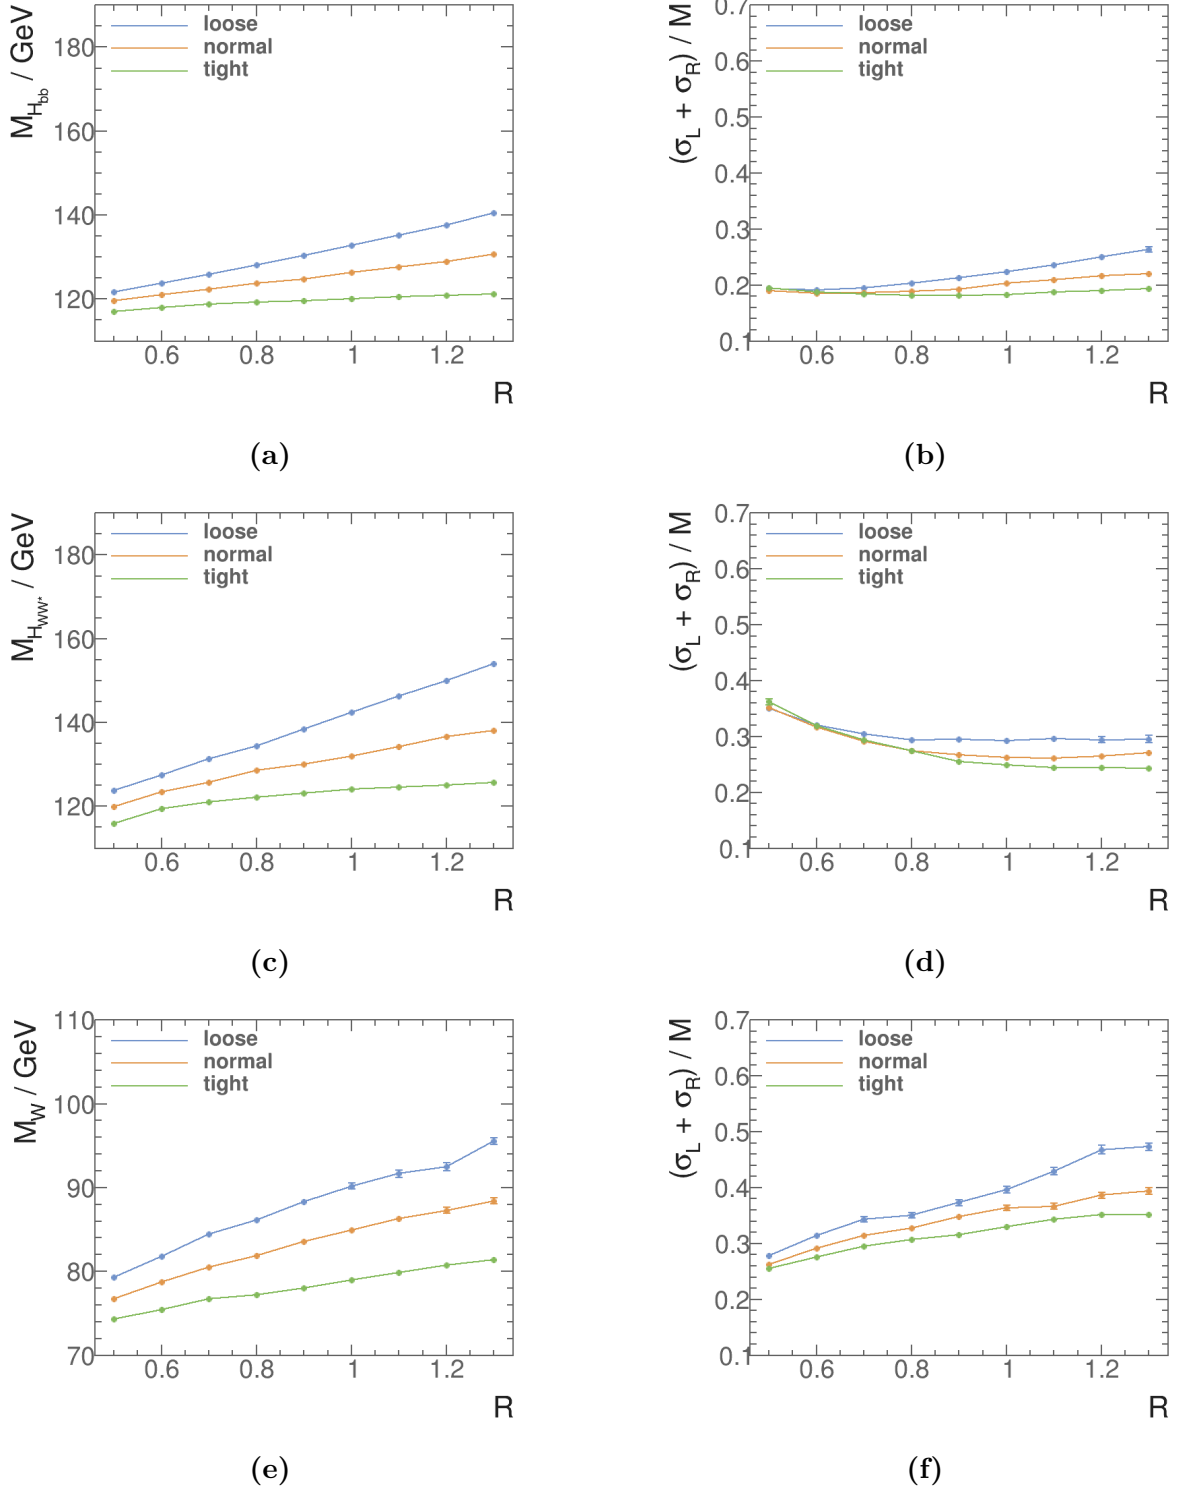 M_{H_{bb}} / GeV
loose
normal
tight
180
160
140
120
0.6 0.8 1 1.2
R
(a)
(σ_L + σ_R) / M
loose
normal
tight
0.7
0.6
0.5
0.4
0.3
0.2
0.1
0.6 0.8 1 1.2
R
(b)
M_{H_{WW*}} / GeV
loose
normal
tight
180
160
140
120
0.6 0.8 1 1.2
R
(c)
(σ_L + σ_R) / M
loose
normal
tight
0.7
0.6
0.5
0.4
0.3
0.2
0.1
0.6 0.8 1 1.2
R
(d)
M_W / GeV
loose
normal
tight
110
100
90
80
70
0.6 0.8 1 1.2
R
(e)
(σ_L + σ_R) / M
loose
normal
tight
0.7
0.6
0.5
0.4
0.3
0.2
0.1
0.6 0.8 1 1.2
R
(f)